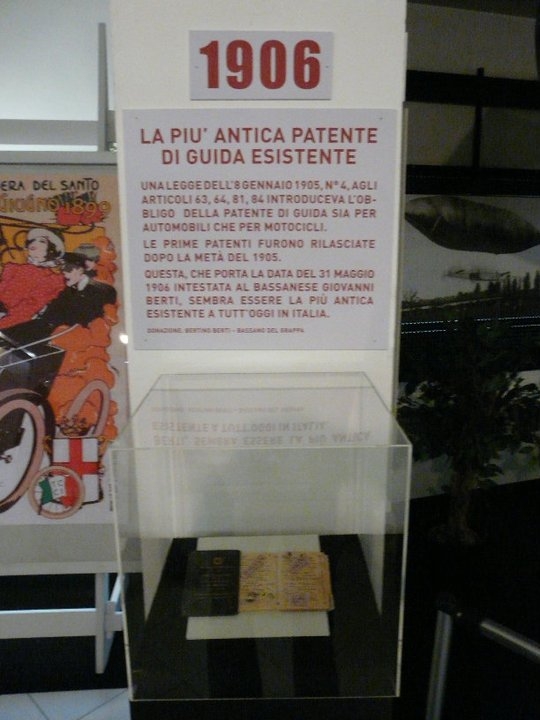 1906
LA PIU' ANTICA PATENTE
DI GUIDA ESISTENTE
UNA LEGGE DELL'8 GENNAIO 1905, N° 4, AGLI
ARTICOLI 63, 64, 81, 84 INTRODUCEVA L'OB-
BLIGO DELLA PATENTE DI GUIDA SIA PER
AUTOMOBILI CHE PER MOTOCICLI.
LE PRIME PATENTI FURONO RILASCIATE
DOPO LA METÀ DEL 1905.
QUESTA, CHE PORTA LA DATA DEL 31 MAGGIO
1906 INTESTATA AL BASSANESE GIOVANNI
BERTI, SEMBRA ESSERE LA PIÙ ANTICA
ESISTENTE A TUTT'OGGI IN ITALIA.
DONAZIONE: BERTINO BERTI - BASSANO DEL GRAPPA
ERA DEL SANTO
Giugno 1899